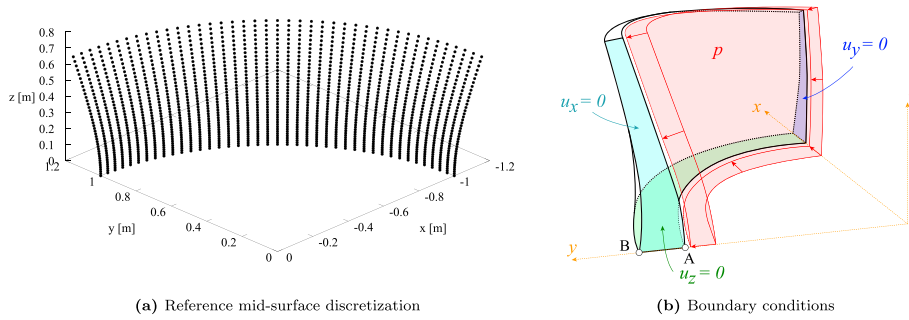 0.8
0.7
0.6
0.5
z [m] 0.4
0.3
0.2
0.1
0
1.2
1
0.8
0.6
0.4
0.2
0
y [m]
0
-0.2
-0.4
-0.6
-0.8
-1
-1.2
x [m]
(a) Reference mid-surface discretization
p
u_y = 0
u_x = 0
x
y
B
A
u_z = 0
(b) Boundary conditions